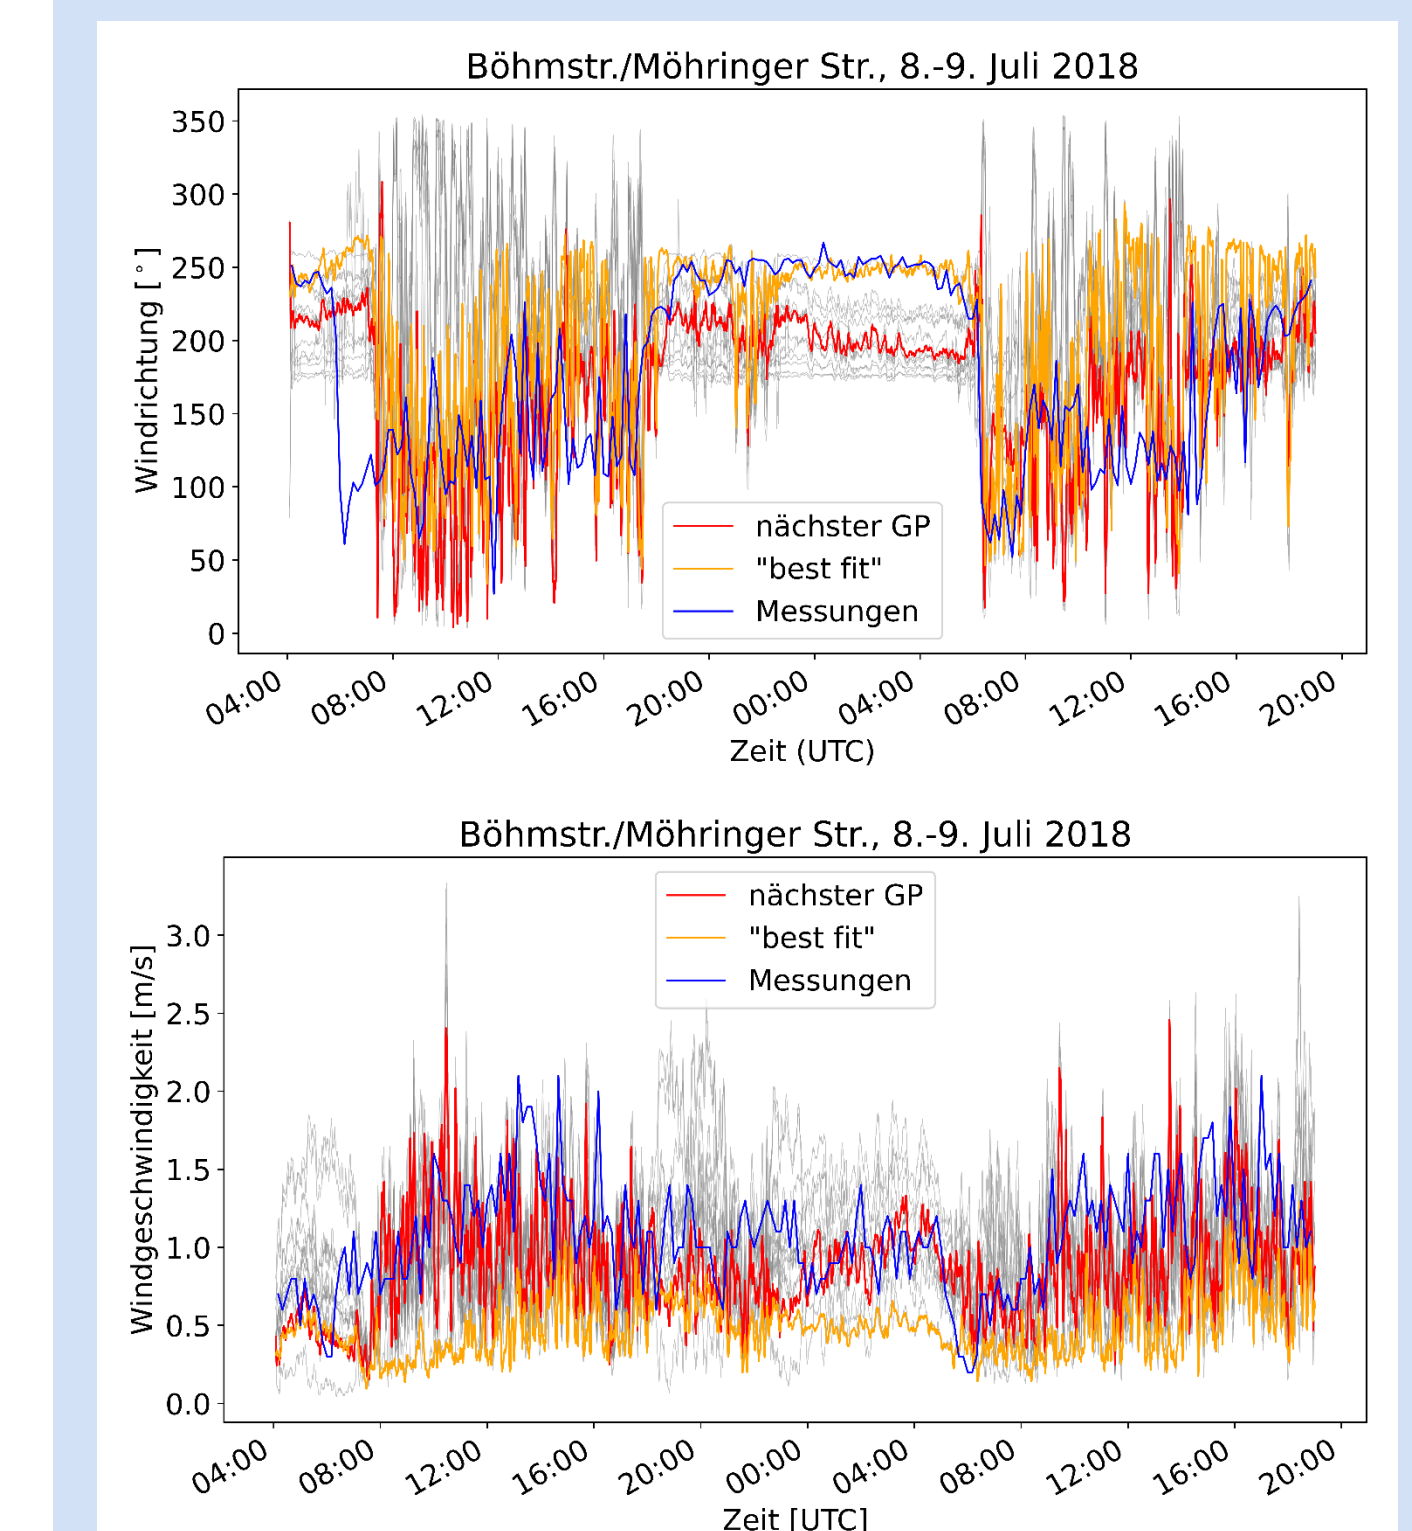 Böhmstr./Möhringer Str., 8.-9. Juli 2018
350
300
250
200
150
100
50
0
Windrichtung [°]
nächster GP
"best fit"
Messungen
04:00 08:00 12:00 16:00 20:00 00:00 04:00 08:00 12:00 16:00 20:00
Zeit (UTC)
Böhmstr./Möhringer Str., 8.-9. Juli 2018
3.0
2.5
2.0
1.5
1.0
0.5
0.0
Windgeschwindigkeit [m/s]
nächster GP
"best fit"
Messungen
04:00 08:00 12:00 16:00 20:00 00:00 04:00 08:00 12:00 16:00 20:00
Zeit [UTC]